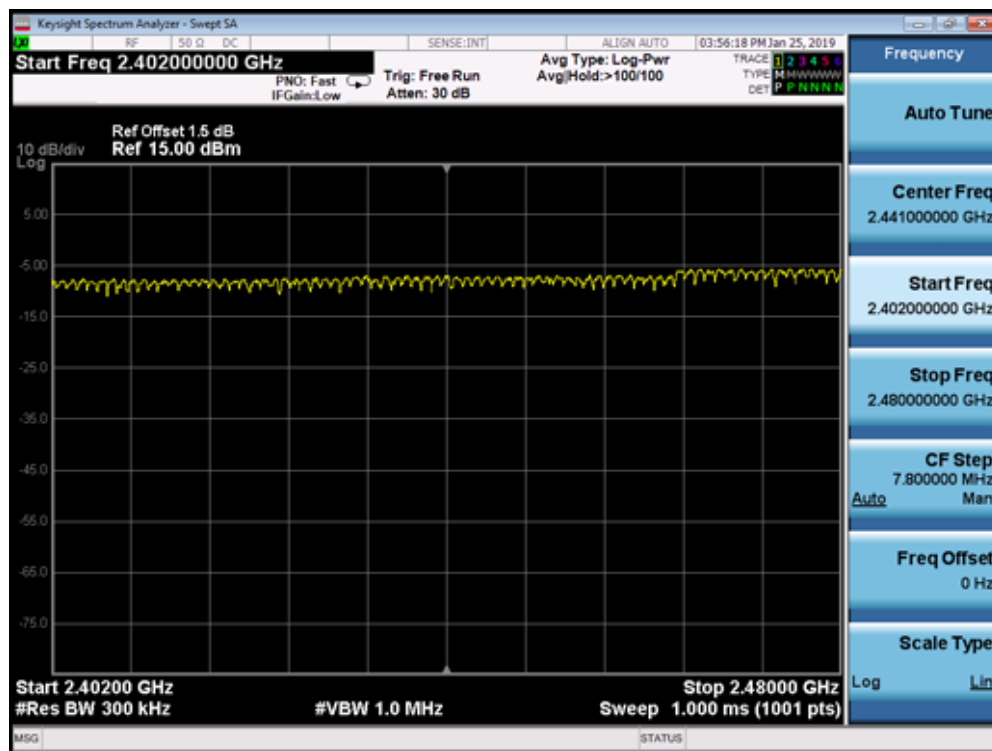 Keysight Spectrum Analyzer - Swept SA
RF 50 Ω DC SENSE:INT ALIGN AUTO 03:56:18 PM Jan 25, 2019
Start Freq 2.402000000 GHz
PNO: Fast
IFGain:Low
Trig: Free Run
Atten: 30 dB
Avg Type: Log-Pwr
Avg|Hold:>100/100
TRACE 1 2 3 4 5 6
TYPE M M W W W W W
DET P P N N N N
Ref Offset 1.5 dB
10 dB/div Ref 15.00 dBm
Log
5.00
-5.00
-15.0
-25.0
-35.0
-45.0
-55.0
-65.0
-75.0
Start 2.40200 GHz Stop 2.48000 GHz
#Res BW 300 kHz #VBW 1.0 MHz Sweep 1.000 ms (1001 pts)
MSG STATUS
Frequency
Auto Tune
Center Freq
2.441000000 GHz
Start Freq
2.402000000 GHz
Stop Freq
2.480000000 GHz
CF Step
7.800000 MHz
Auto Man
Freq Offset
0 Hz
Scale Type
Log Lin